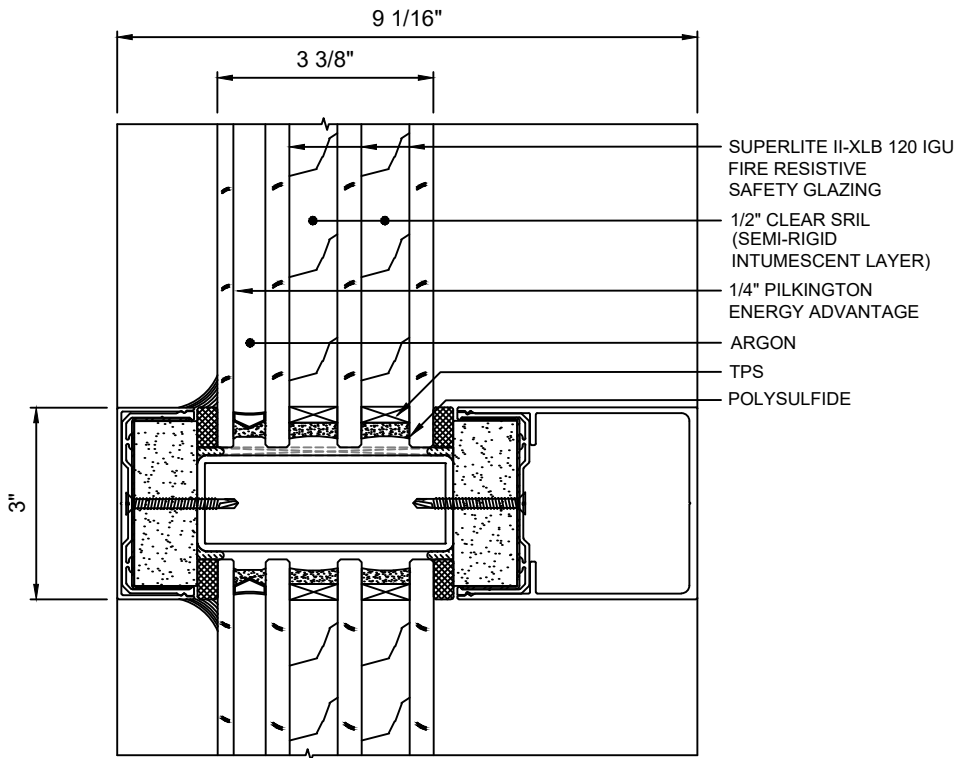 9 1/16"
3 3/8"
SUPERLITE II-XLB 120 IGU
FIRE RESISTIVE
SAFETY GLAZING
1/2" CLEAR SRIL
(SEMI-RIGID
INTUMESCENT LAYER)
1/4" PILKINGTON
ENERGY ADVANTAGE
ARGON
TPS
POLYSULFIDE
3"